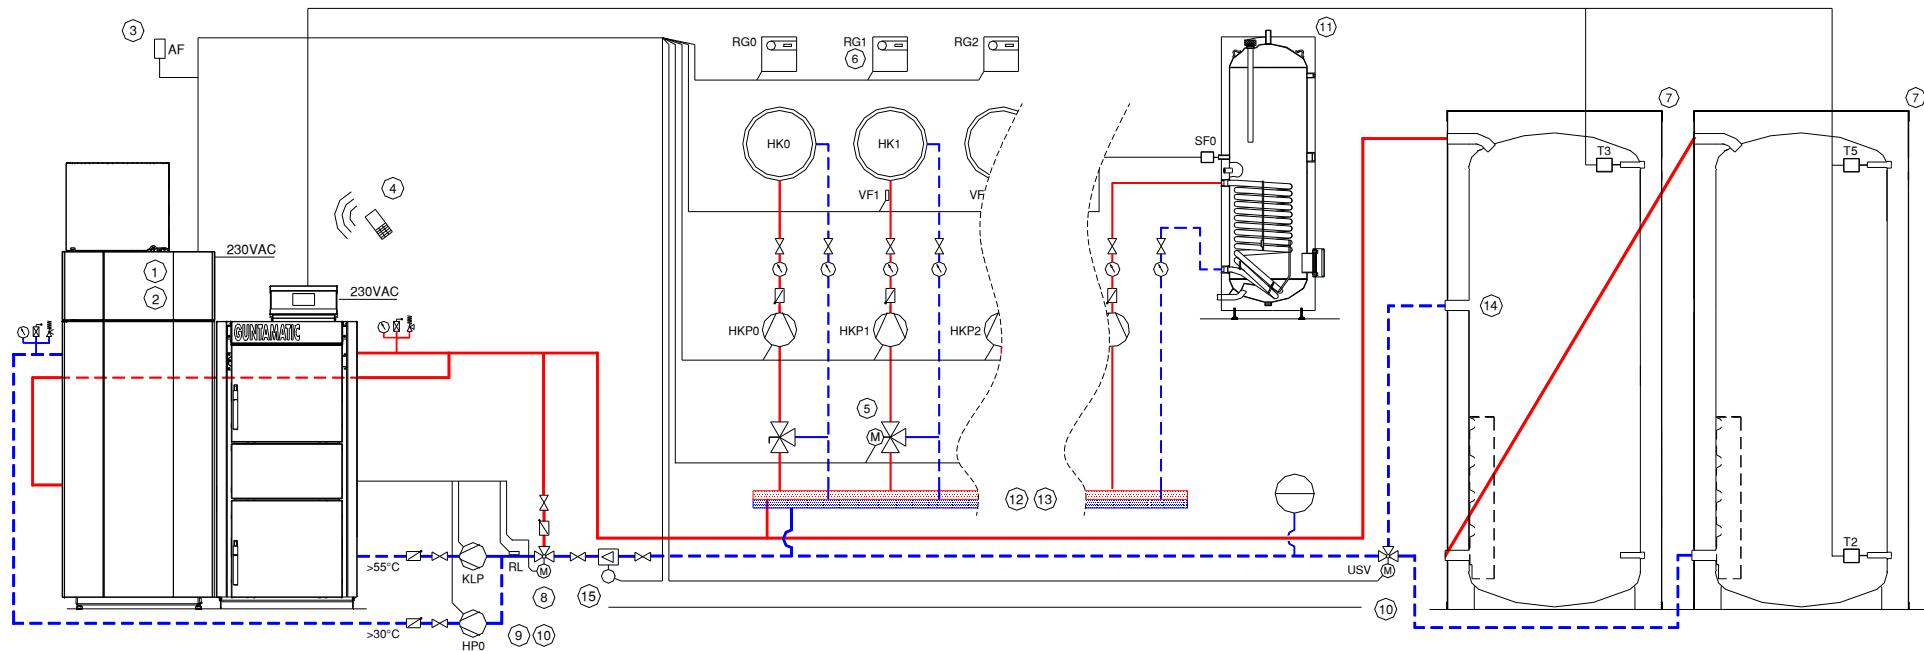 3
AF
RG0
RG1
RG2
6
11
7
7
HK0
HK1
SF0
T3
T5
4
VF1
VF
230VAC
1
2
230VAC
GUNTAMATIC
HKP0
HKP1
HKP2
14
5
M
12
13
>55°C
KLP
RL
M
USV
M
T2
8
15
10
>30°C
HP0
9
10